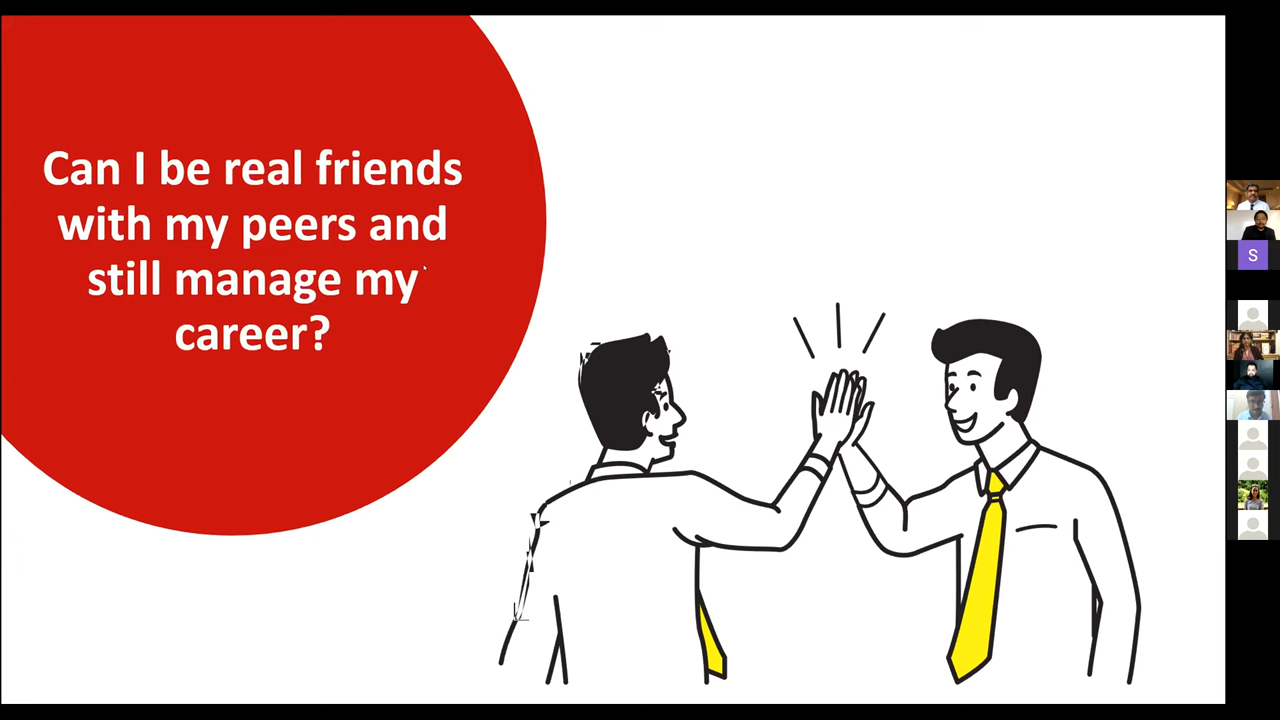 Can I be real friends
with my peers and
still manage my
career?
S